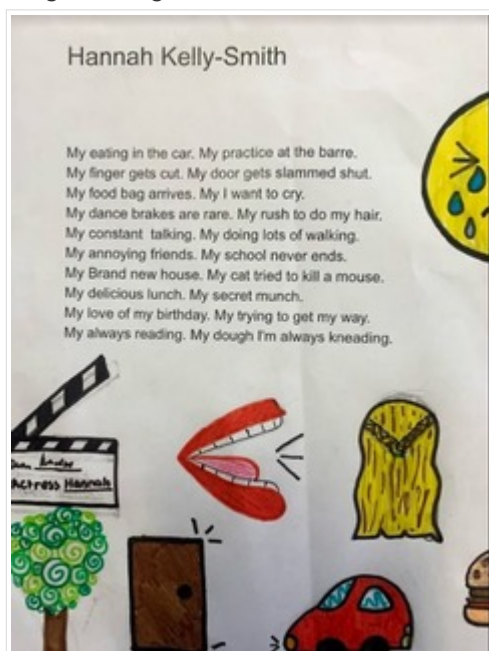 Hannah Kelly-Smith
My eating in the car. My practice at the barre.
My finger gets cut. My door gets slammed shut.
My food bag arrives. My I want to cry.
My dance brakes are rare. My rush to do my hair.
My constant talking. My doing lots of walking.
My annoying friends. My school never ends.
My Brand new house. My cat tried to kill a mouse.
My delicious lunch. My secret munch.
My love of my birthday. My trying to get my way.
My always reading. My dough I'm always kneading.
Actress Hannah